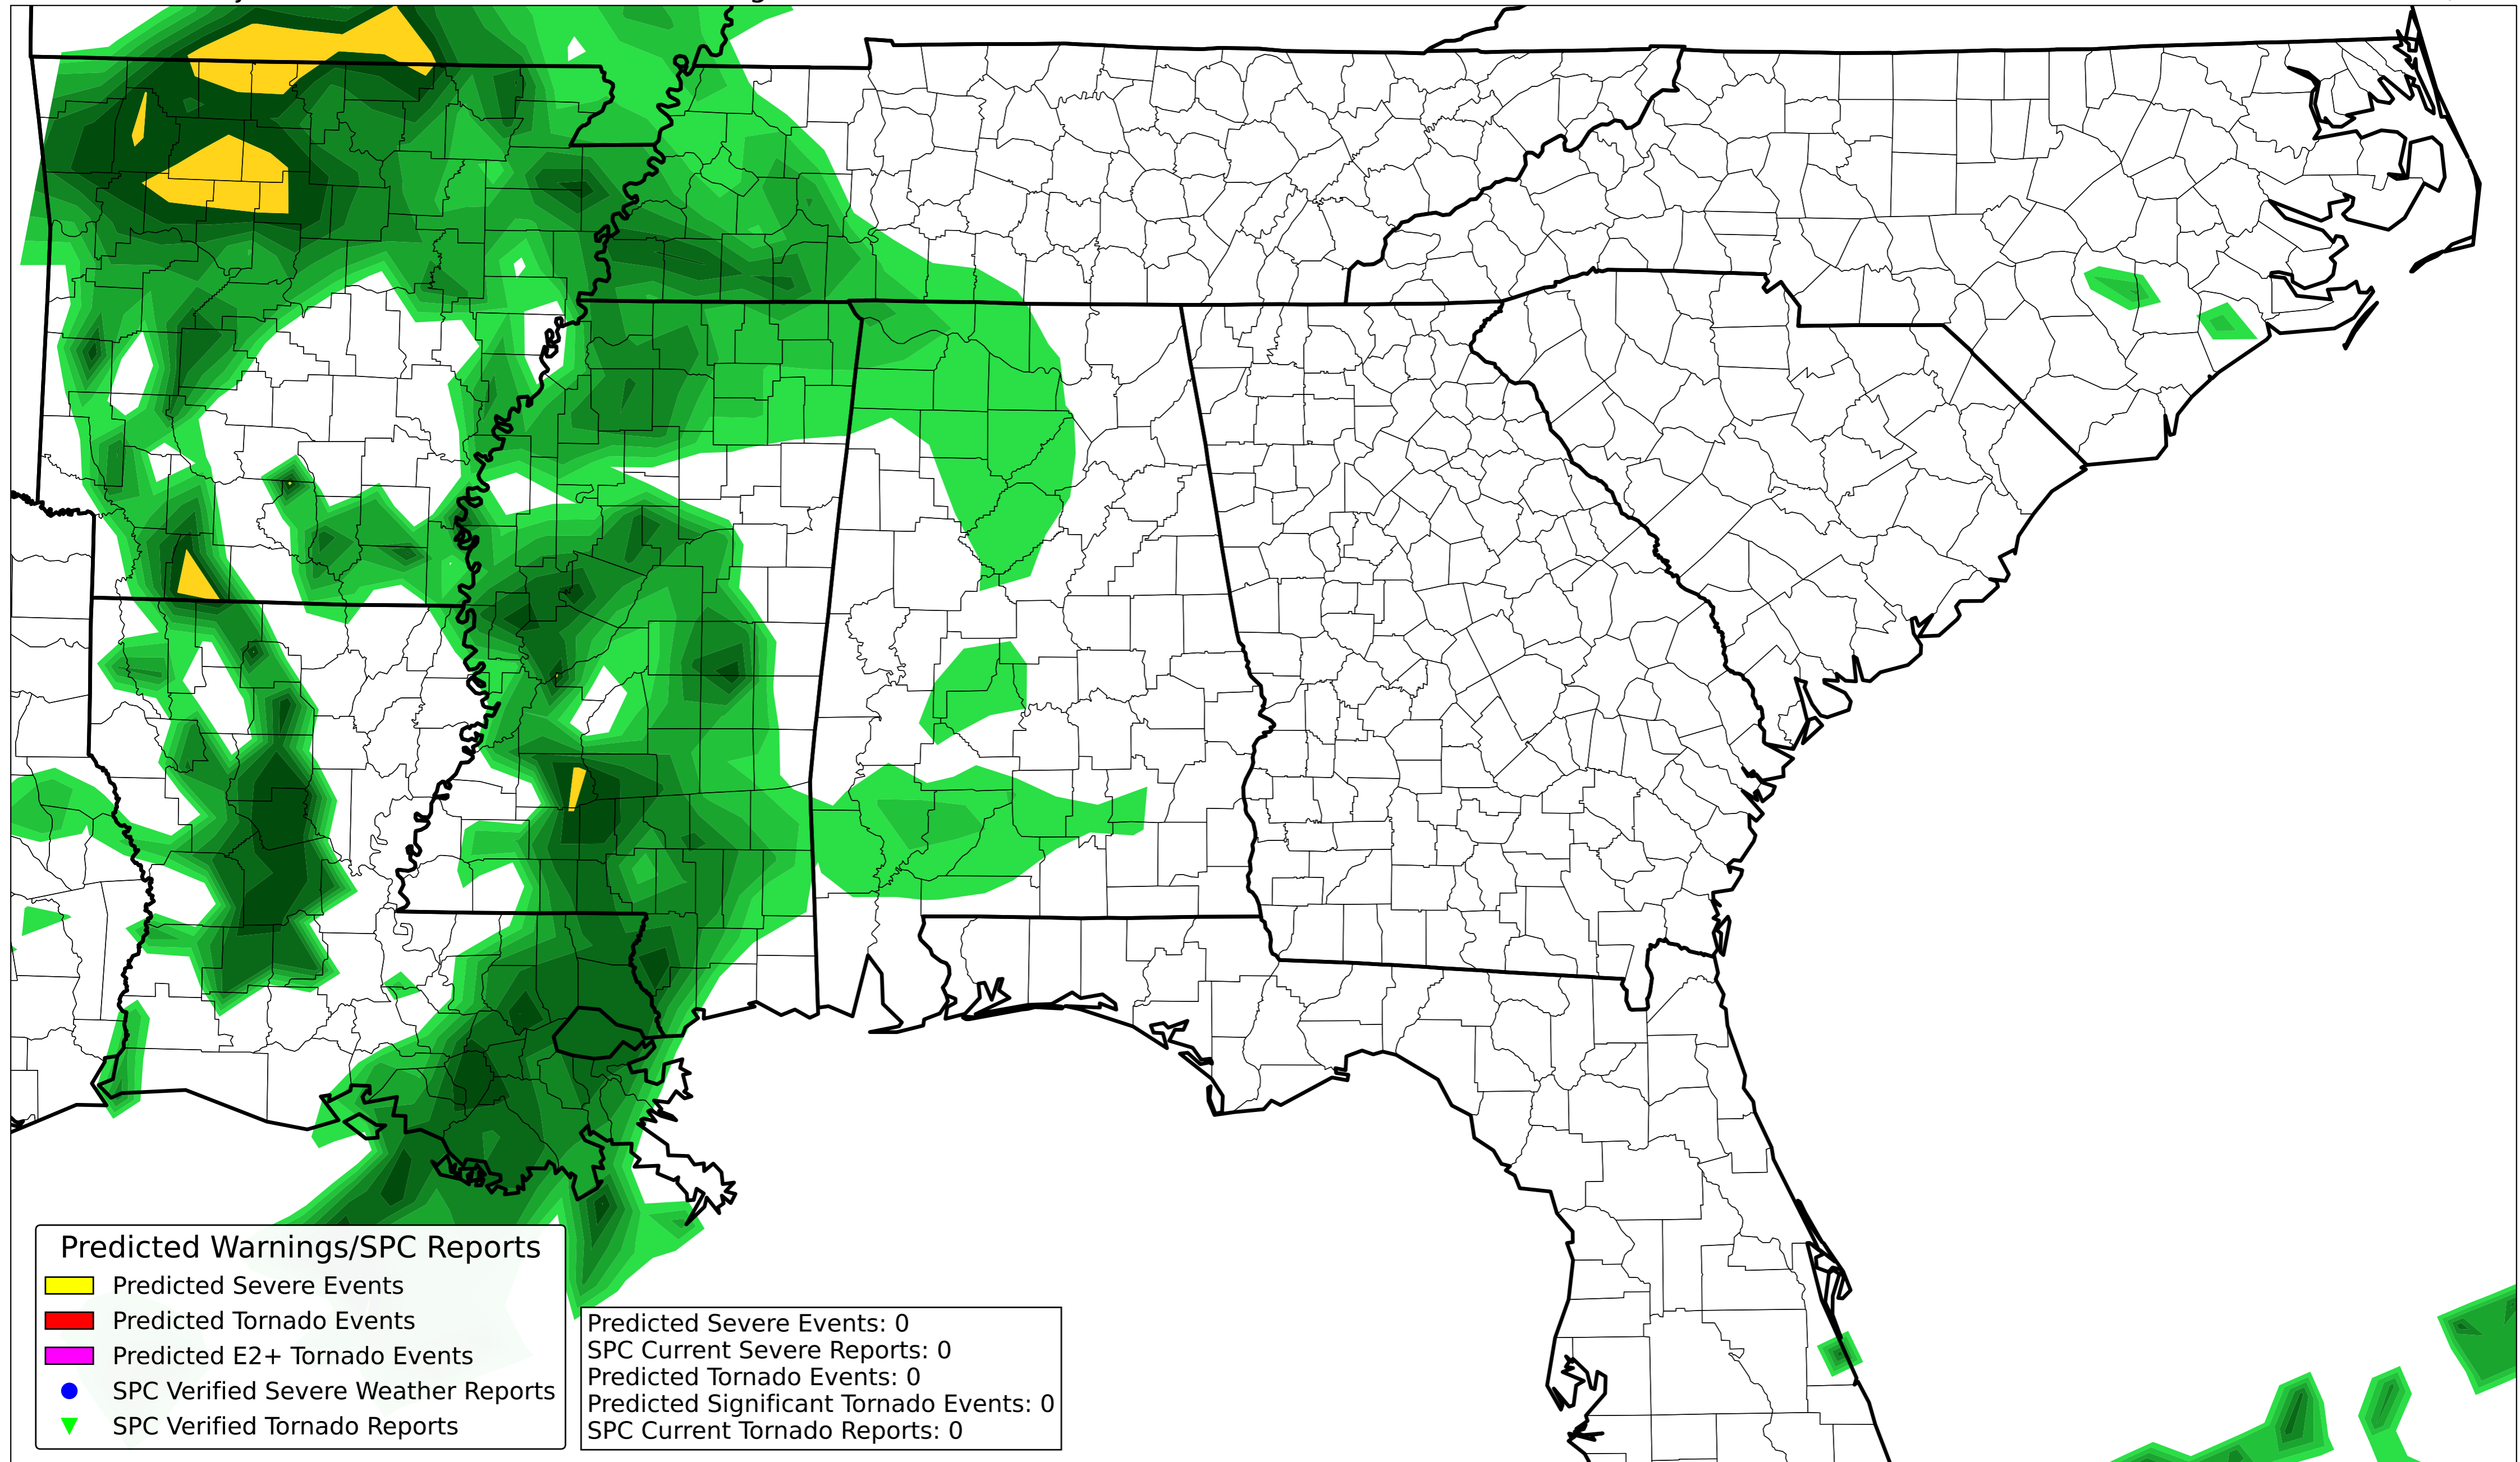 Predicted Warnings/SPC Reports
Predicted Severe Events
Predicted Tornado Events
Predicted E2+ Tornado Events
SPC Verified Severe Weather Reports
SPC Verified Tornado Reports
Predicted Severe Events: 0
SPC Current Severe Reports: 0
Predicted Tornado Events: 0
Predicted Significant Tornado Events: 0
SPC Current Tornado Reports: 0